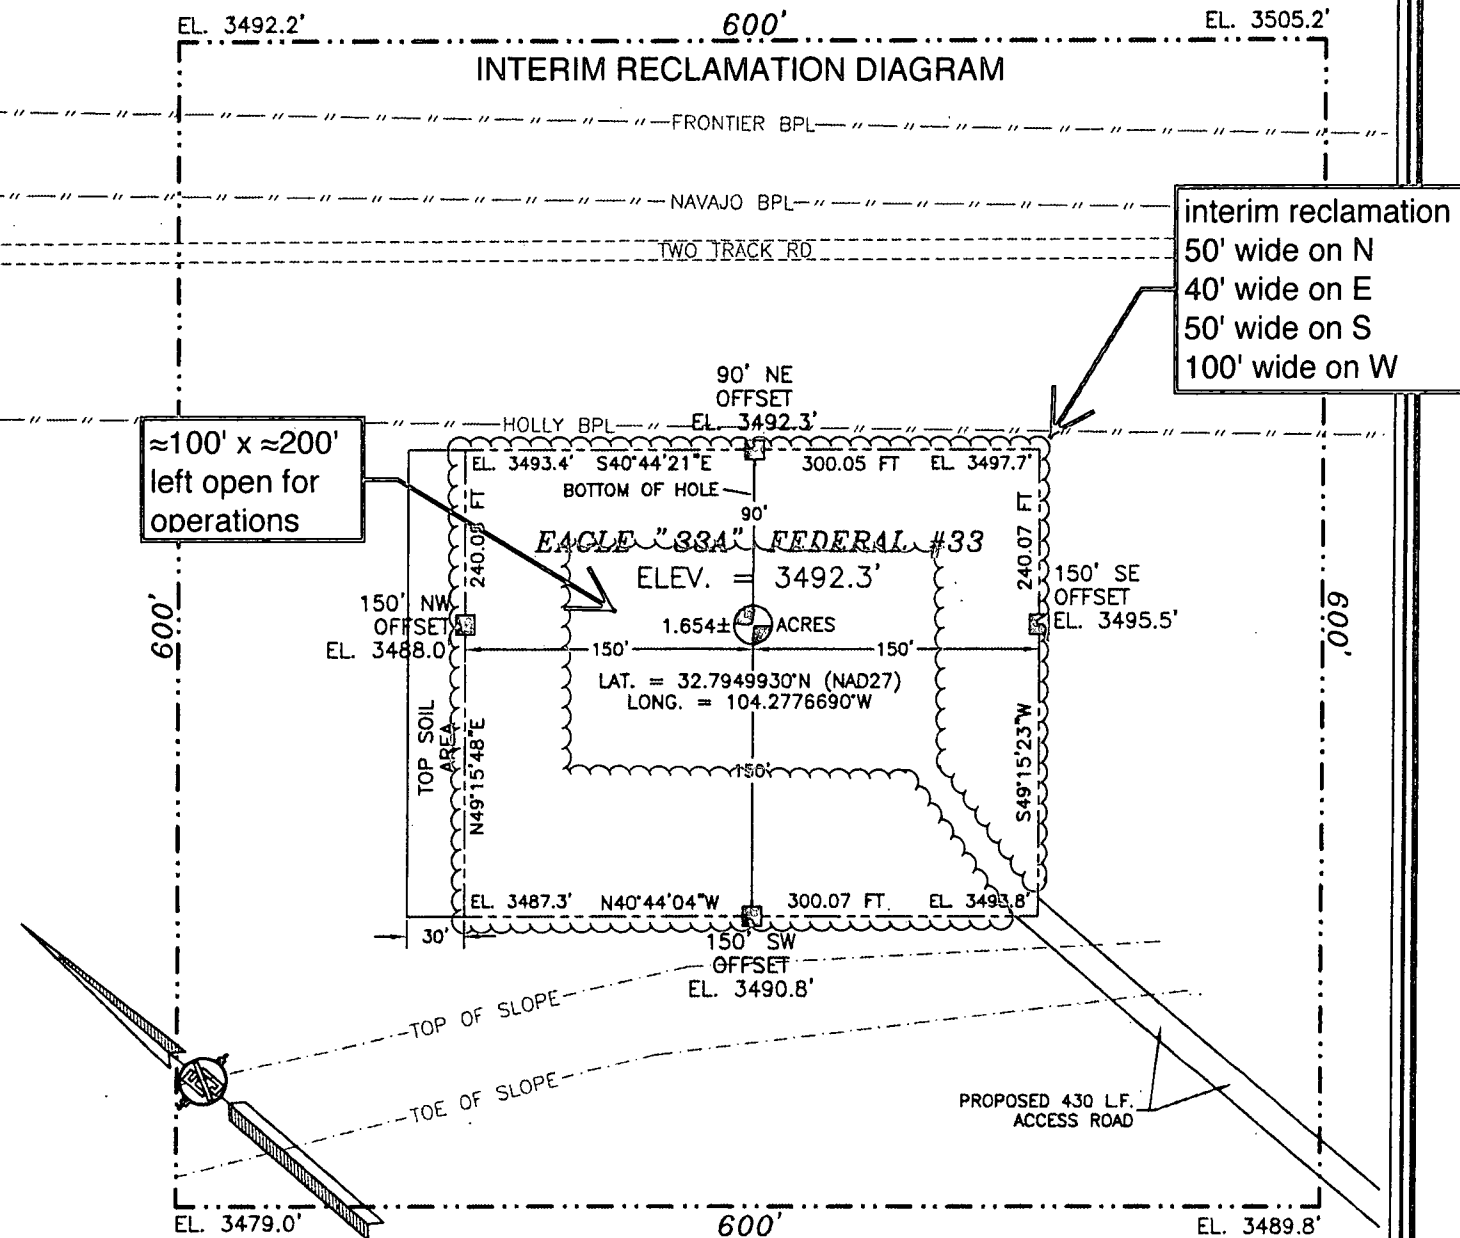 EL. 3492.2'
600'
EL. 3505.2'
INTERIM RECLAMATION DIAGRAM
FRONTIER BPL
NAVAJO BPL
TWO TRACK RD
interim reclamation
50' wide on N
40' wide on E
50' wide on S
100' wide on W
90' NE
OFFSET
EL. 3492.3'
HOLLY BPL
≈100' x ≈200'
left open for
operations
EL. 3493.4'
S40°44'21"E
300.05 FT
EL. 3497.7'
BOTTOM OF HOLE
90'
240.05 FT
240.07 FT
EAGLE "33A" FEDERAL #33
ELEV. = 3492.3'
150' NW
OFFSET
EL. 3488.0'
150' SE
OFFSET
EL. 3495.5'
600'
600'
1.654± ACRES
150'
150'
LAT. = 32.7949930°N (NAD27)
LONG. = 104.2776690°W
TOP SOIL
AREA
N49°15'48"E
S49°15'23"W
150'
EL. 3487.3'
N40°44'04"W
300.07 FT.
EL. 3493.8'
30'
150' SW
OFFSET
EL. 3490.8'
TOP OF SLOPE
TOE OF SLOPE
PROPOSED 430 L.F.
ACCESS ROAD
EL. 3479.0'
600'
EL. 3489.8'